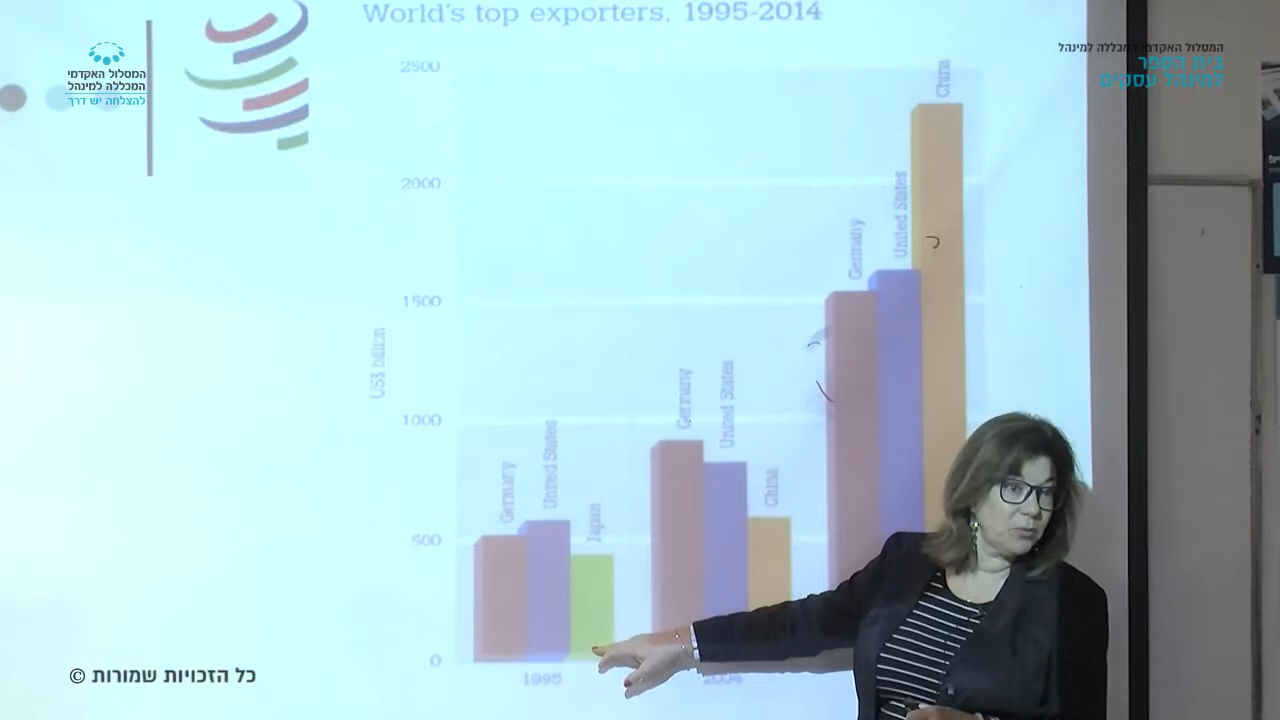 World's top exporters, 1995-2014
המסלול האקדמי
המכללה למינהל
להצלחה יש דרך
המסלול האקדמי המכללה למינהל
בית הספר
למינהל עסקים
2500
2000
1500
1000
500
0
US$ billion
Germany
United States
Japan
Germany
United States
China
Germany
United States
China
1995
2004
כל הזכויות שמורות ©